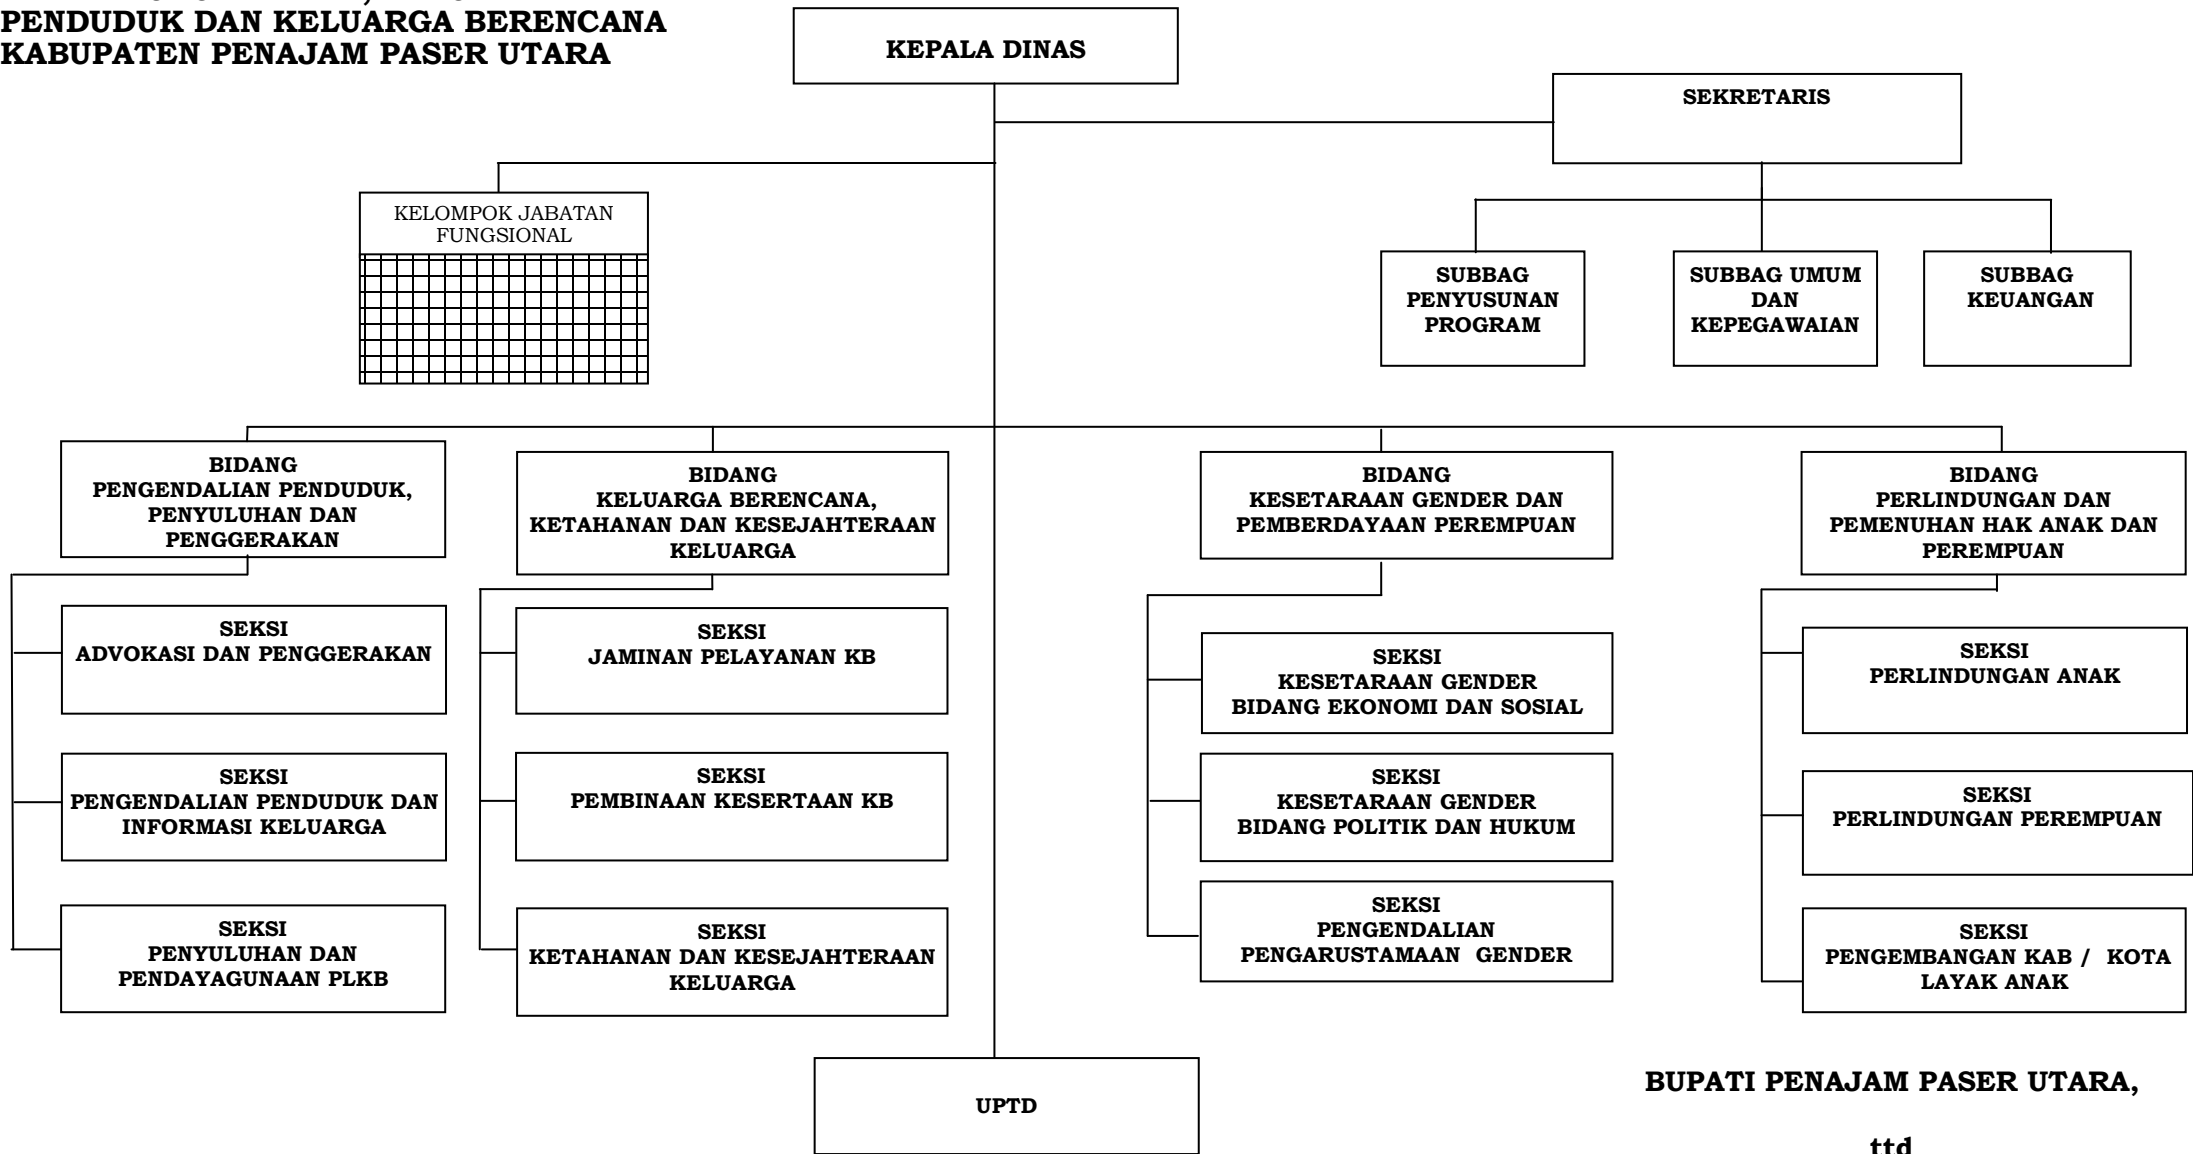 PENDUDUK DAN KELUARGA BERENCANA
KABUPATEN PENAJAM PASER UTARA
KEPALA DINAS
SEKRETARIS
KELOMPOK JABATAN
FUNGSIONAL
SUBBAG
PENYUSUNAN
PROGRAM
SUBBAG UMUM
DAN
KEPEGAWAIAN
SUBBAG
KEUANGAN
BIDANG
PENGENDALIAN PENDUDUK,
PENYULUHAN DAN
PENGGERAKAN
BIDANG
KELUARGA BERENCANA,
KETAHANAN DAN KESEJAHTERAAN
KELUARGA
BIDANG
KESETARAAN GENDER DAN
PEMBERDAYAAN PEREMPUAN
BIDANG
PERLINDUNGAN DAN
PEMENUHAN HAK ANAK DAN
PEREMPUAN
SEKSI
ADVOKASI DAN PENGGERAKAN
SEKSI
PENGENDALIAN PENDUDUK DAN
INFORMASI KELUARGA
SEKSI
PENYULUHAN DAN
PENDAYAGUNAAN PLKB
SEKSI
JAMINAN PELAYANAN KB
SEKSI
PEMBINAAN KESERTAAN KB
SEKSI
KETAHANAN DAN KESEJAHTERAAN
KELUARGA
SEKSI
KESETARAAN GENDER
BIDANG EKONOMI DAN SOSIAL
SEKSI
KESETARAAN GENDER
BIDANG POLITIK DAN HUKUM
SEKSI
PENGENDALIAN
PENGARUSTAMAAN  GENDER
SEKSI
PERLINDUNGAN ANAK
SEKSI
PERLINDUNGAN PEREMPUAN
SEKSI
PENGEMBANGAN KAB /  KOTA
LAYAK ANAK
UPTD
BUPATI PENAJAM PASER UTARA,
ttd